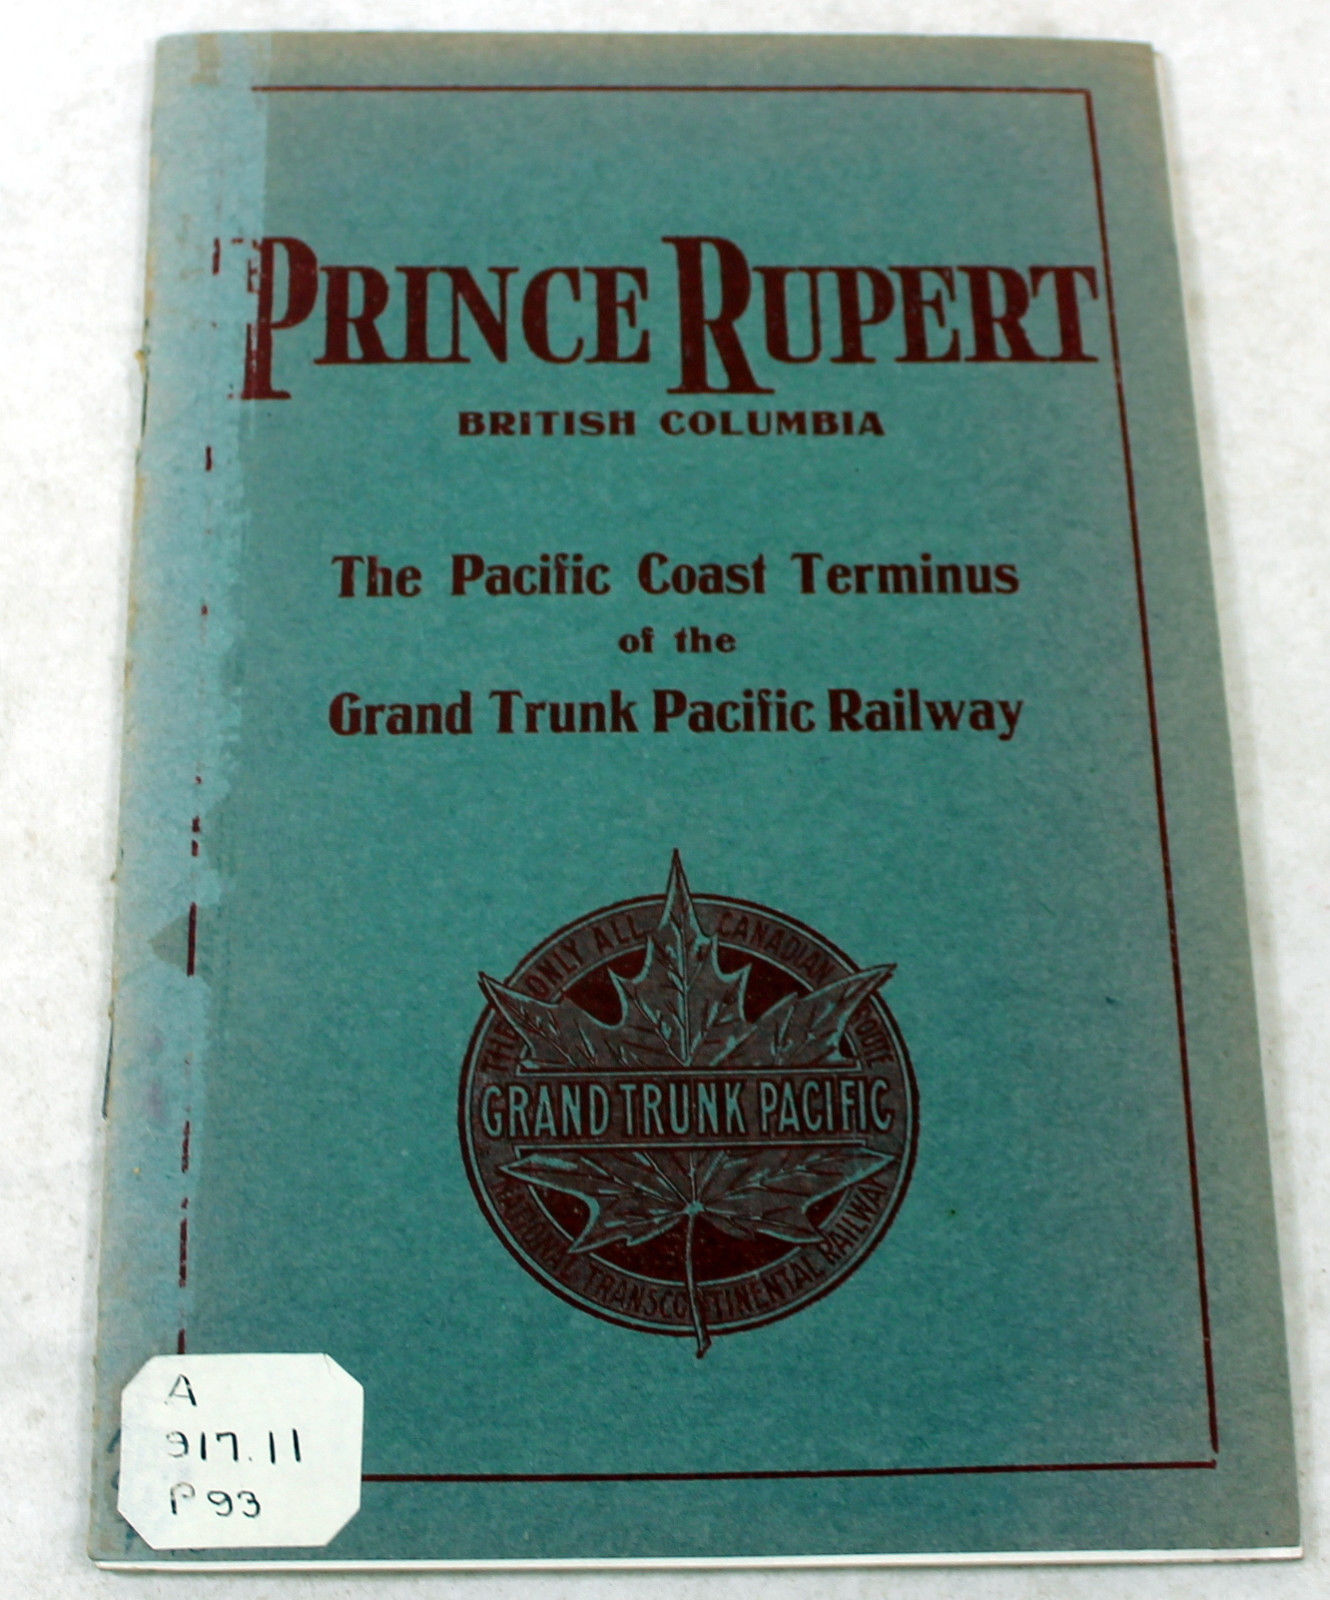 PRINCE RUPERT
BRITISH COLUMBIA
The Pacific Coast Terminus
of the
Grand Trunk Pacific Railway
THE ONLY ALL CANADIAN ROUTE
GRAND TRUNK PACIFIC
NATIONAL TRANSCONTINENTAL RAILWAY
A
917.11
P93